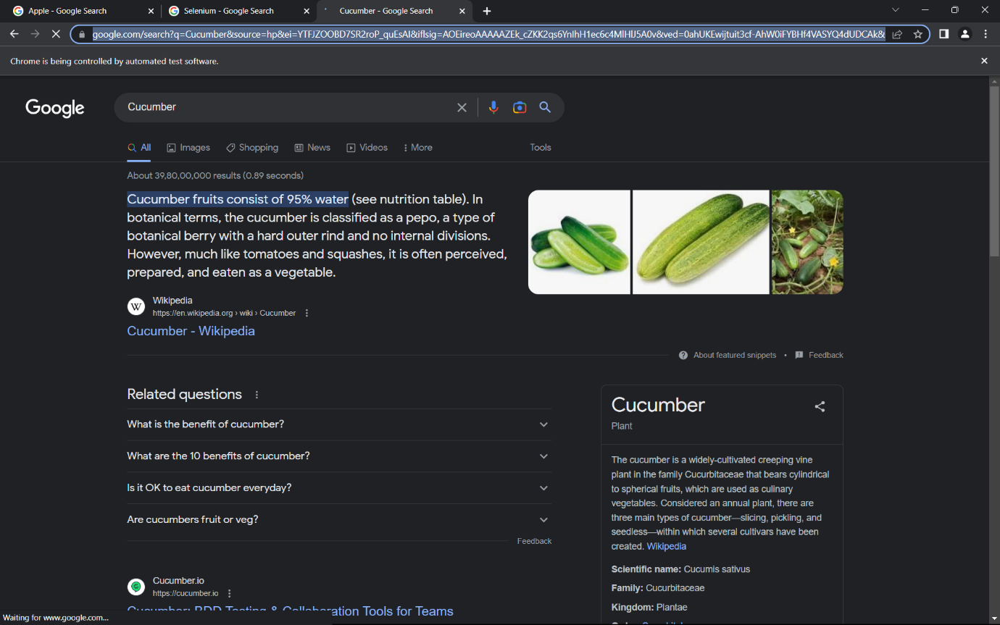 Apple - Google Search
Selenium - Google Search
Cucumber - Google Search
google.com/search?q=Cucumber&source=hp&ei=YTFJZOOBD7SR2roP_quEsAI&iflsig=AOEireoAAAAAZEk_cZKK2qs6YnIhH1ec6c4MlHIJ5A0v&ved=0ahUKEwijtuit3cf-AhW0iFYBHf4VASYQ4dUDCAk&
Chrome is being controlled by automated test software.
Google
Cucumber
All Images Shopping News Videos More Tools
About 39,80,00,000 results (0.89 seconds)
Cucumber fruits consist of 95% water (see nutrition table). In
botanical terms, the cucumber is classified as a pepo, a type of
botanical berry with a hard outer rind and no internal divisions.
However, much like tomatoes and squashes, it is often perceived,
prepared, and eaten as a vegetable.
W
Wikipedia
https://en.wikipedia.org › wiki › Cucumber
Cucumber - Wikipedia
About featured snippets • Feedback
Related questions
What is the benefit of cucumber?
What are the 10 benefits of cucumber?
Is it OK to eat cucumber everyday?
Are cucumbers fruit or veg?
Feedback
Cucumber.io
https://cucumber.io
Cucumber: BDD Testing & Collaboration Tools for Teams
Cucumber
Plant
The cucumber is a widely-cultivated creeping vine
plant in the family Cucurbitaceae that bears cylindrical
to spherical fruits, which are used as culinary
vegetables. Considered an annual plant, there are
three main types of cucumber—slicing, pickling, and
seedless—within which several cultivars have been
created. Wikipedia
Scientific name: Cucumis sativus
Family: Cucurbitaceae
Kingdom: Plantae
Waiting for www.google.com...